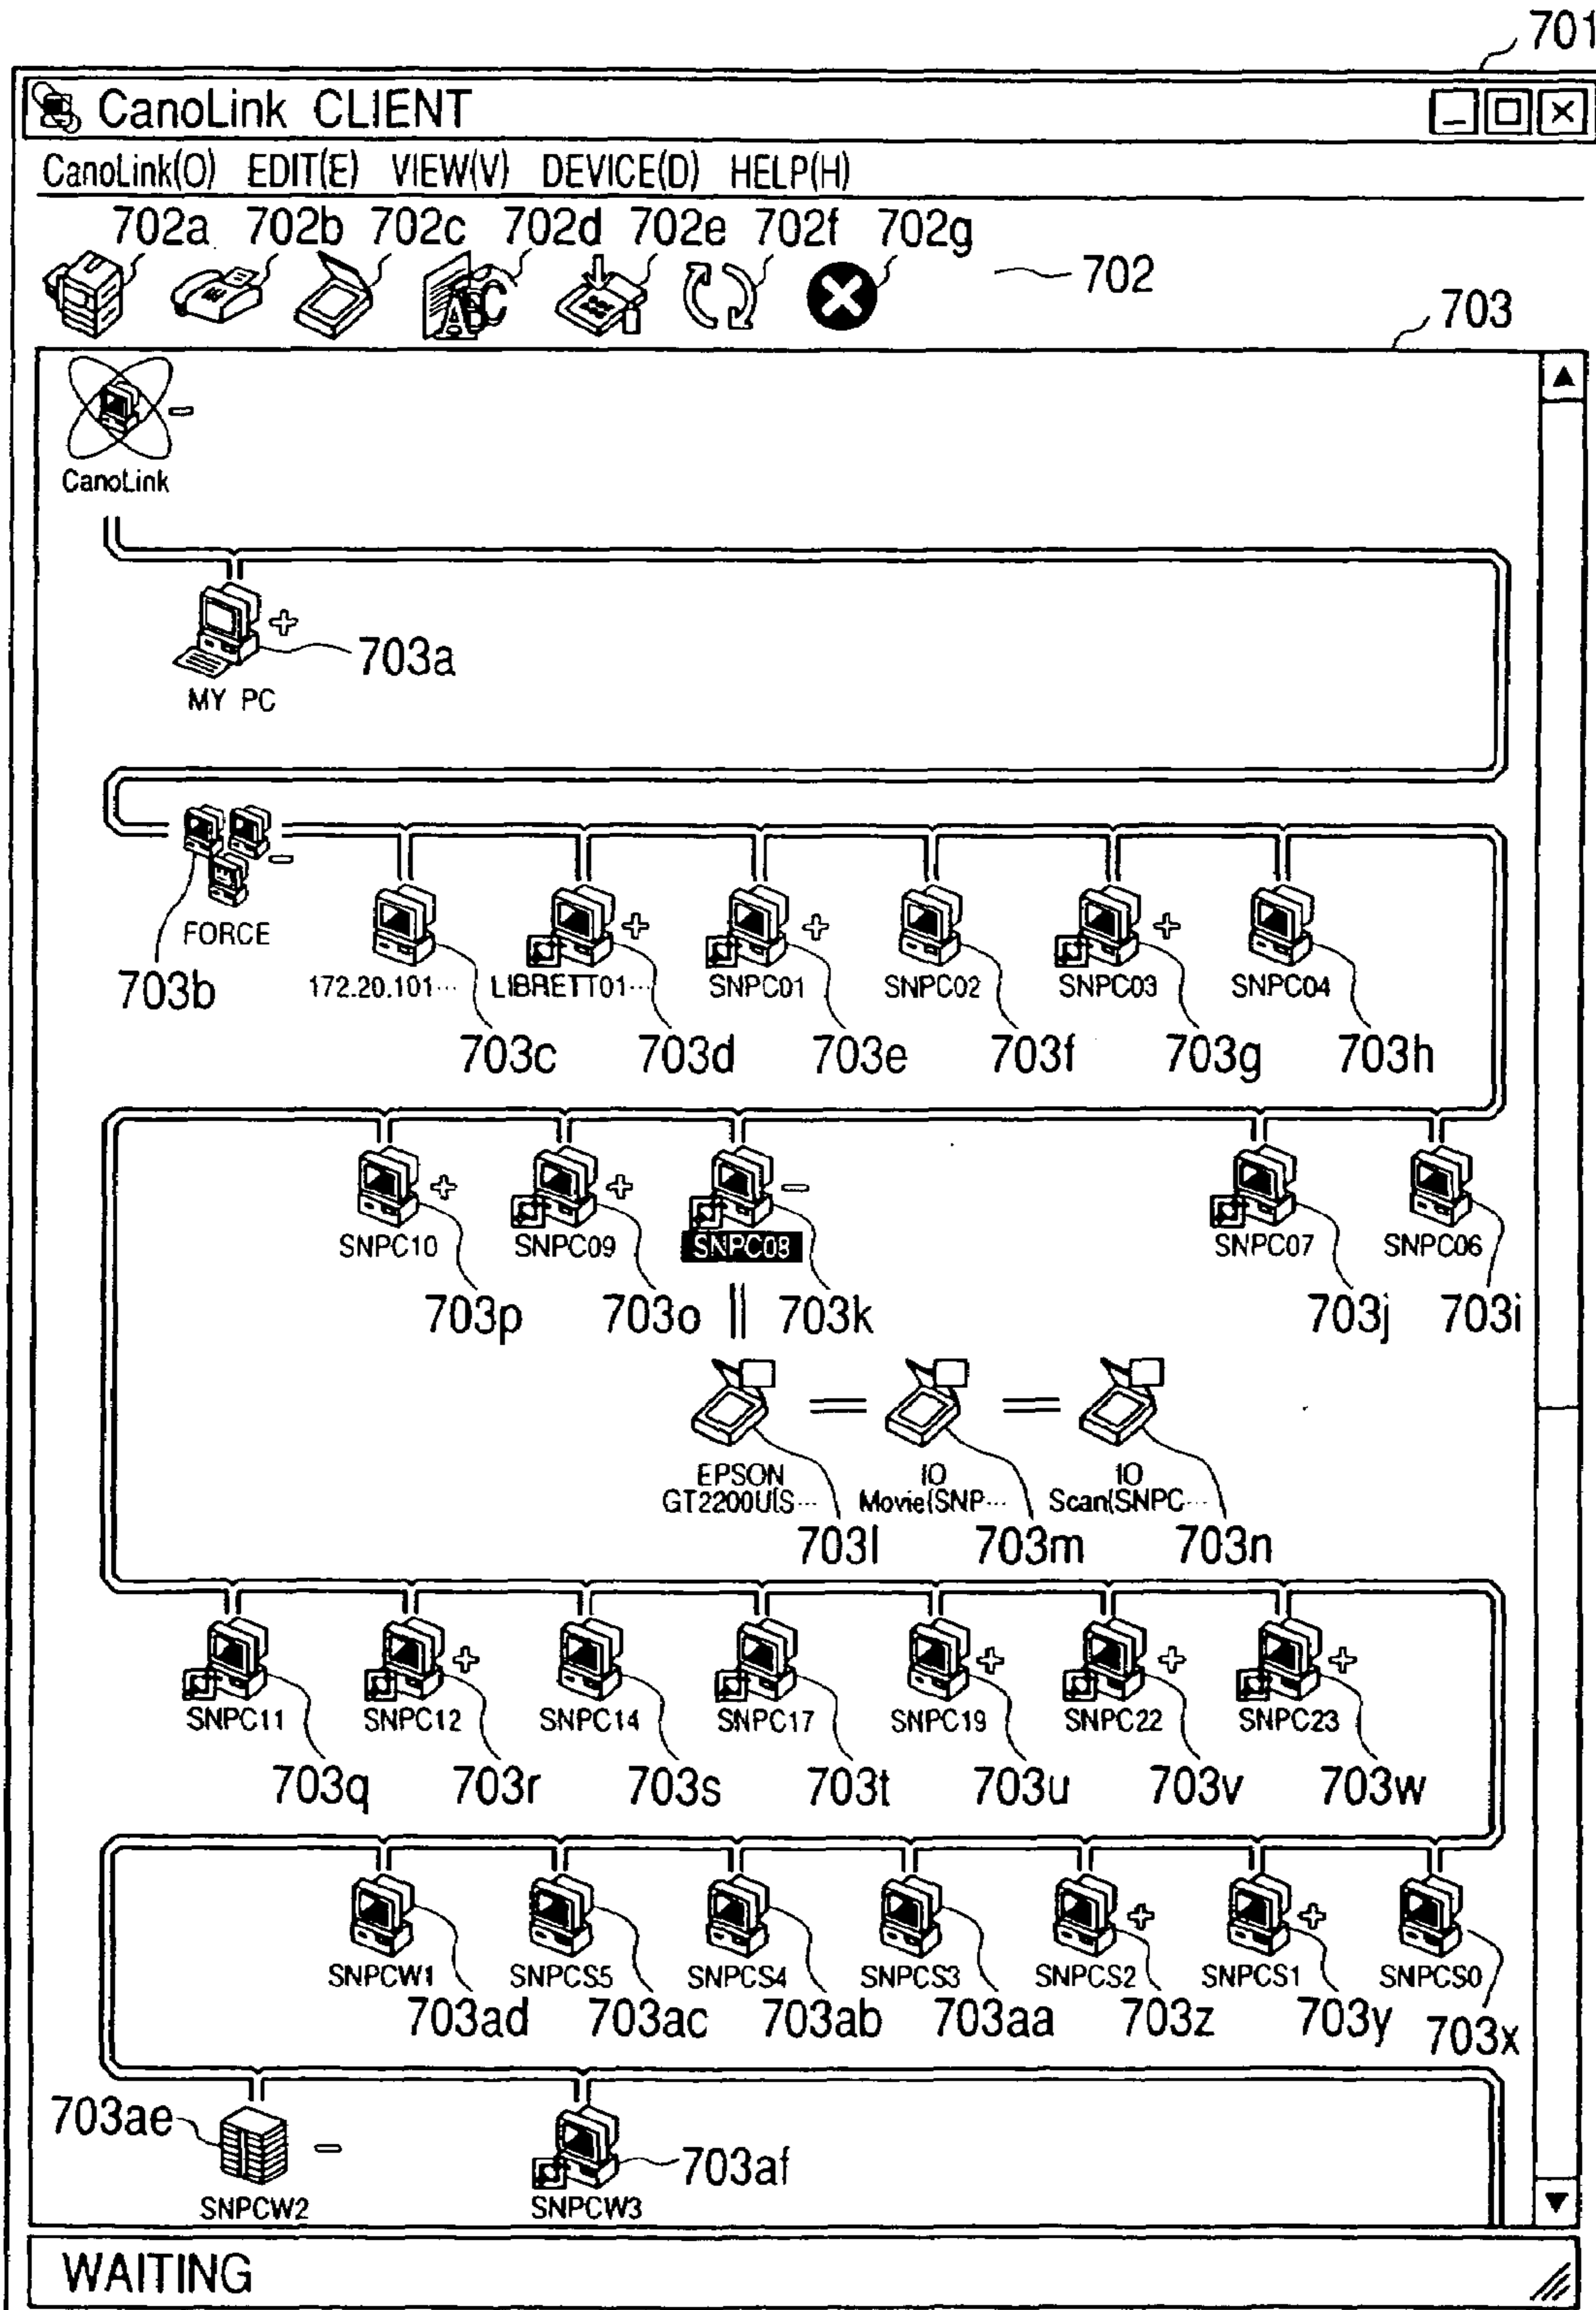 701
CanoLink CLIENT
CanoLink(O) EDIT(E) VIEW(V) DEVICE(D) HELP(H)
702a 702b 702c 702d 702e 702f 702g
702
703
CanoLink
703a
MY PC
FORCE
703b
172.20.101··· LIBRETT01··· SNPC01 SNPC02 SNPC03 SNPC04
703c 703d 703e 703f 703g 703h
SNPC10 SNPC09 SNPC08 SNPC07 SNPC06
703p 703o 703k 703j 703i
EPSON IO IO
GT2200U(S··· Movie(SNP··· Scan(SNPC···
703l 703m 703n
SNPC11 SNPC12 SNPC14 SNPC17 SNPC19 SNPC22 SNPC23
703q 703r 703s 703t 703u 703v 703w
SNPCW1 SNPCS5 SNPCS4 SNPCS3 SNPCS2 SNPCS1 SNPCS0
703ad 703ac 703ab 703aa 703z 703y 703x
703ae 703af
SNPCW2 SNPCW3
WAITING